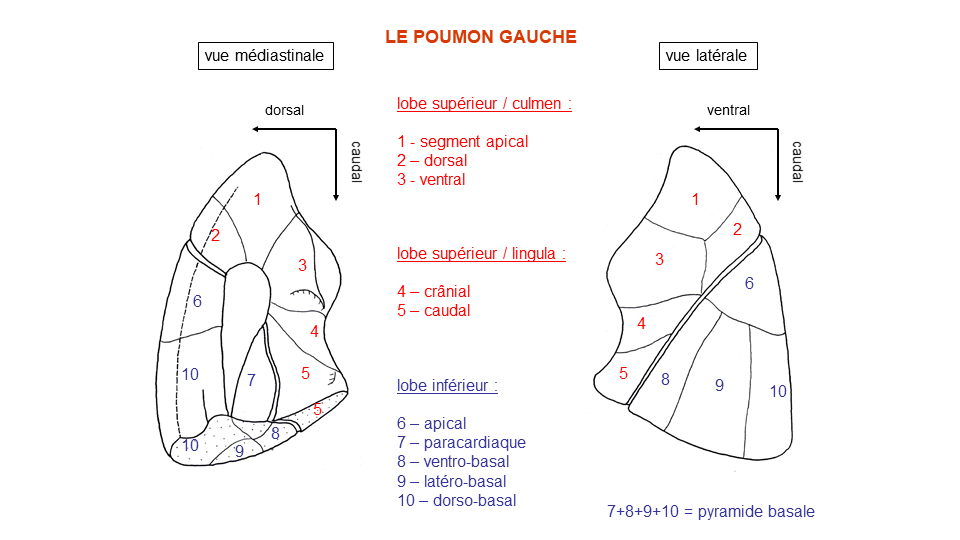 LE POUMON GAUCHE
vue médiastinale
vue latérale
dorsal
caudal
1
2
3
6
4
10
7
5
5
8
10
9
lobe supérieur / culmen :
1 - segment apical
2 – dorsal
3 - ventral
lobe supérieur / lingula :
4 – crânial
5 – caudal
lobe inférieur :
6 – apical
7 – paracardiaque
8 – ventro-basal
9 – latéro-basal
10 – dorso-basal
ventral
caudal
1
2
3
6
4
5
8
9
10
7+8+9+10 = pyramide basale